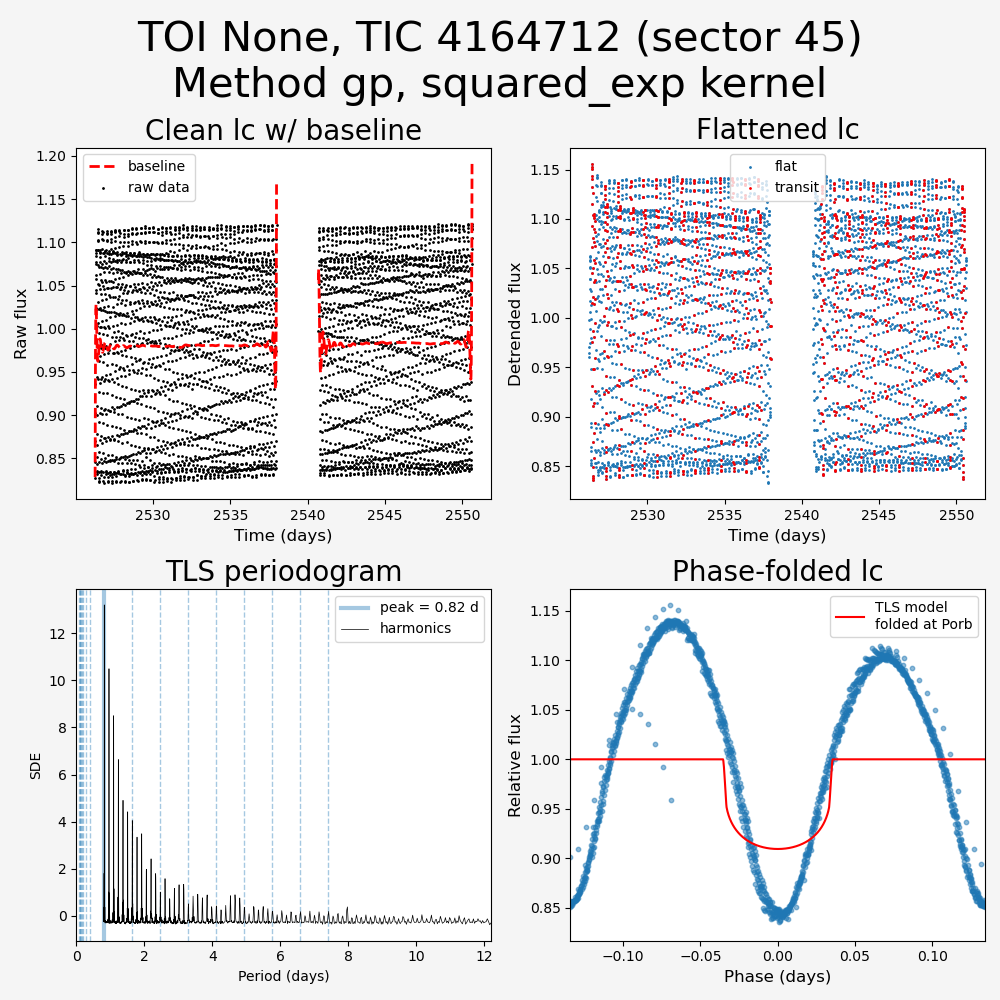 TOI None, TIC 4164712 (sector 45)
Method gp, squared_exp kernel
Clean lc w/ baseline
Raw flux
1.20
1.15
1.10
1.05
1.00
0.95
0.90
0.85
baseline
raw data
2530
2535
2540
2545
2550
Time (days)
Flattened lc
Detrended flux
1.15
1.10
1.05
1.00
0.95
0.90
0.85
flat
transit
2530
2535
2540
2545
2550
Time (days)
TLS periodogram
SDE
12
10
8
6
4
2
0
peak = 0.82 d
harmonics
0
2
4
6
8
10
12
Period (days)
Phase-folded lc
Relative flux
1.15
1.10
1.05
1.00
0.95
0.90
0.85
TLS model
folded at Porb
−0.10
−0.05
0.00
0.05
0.10
Phase (days)